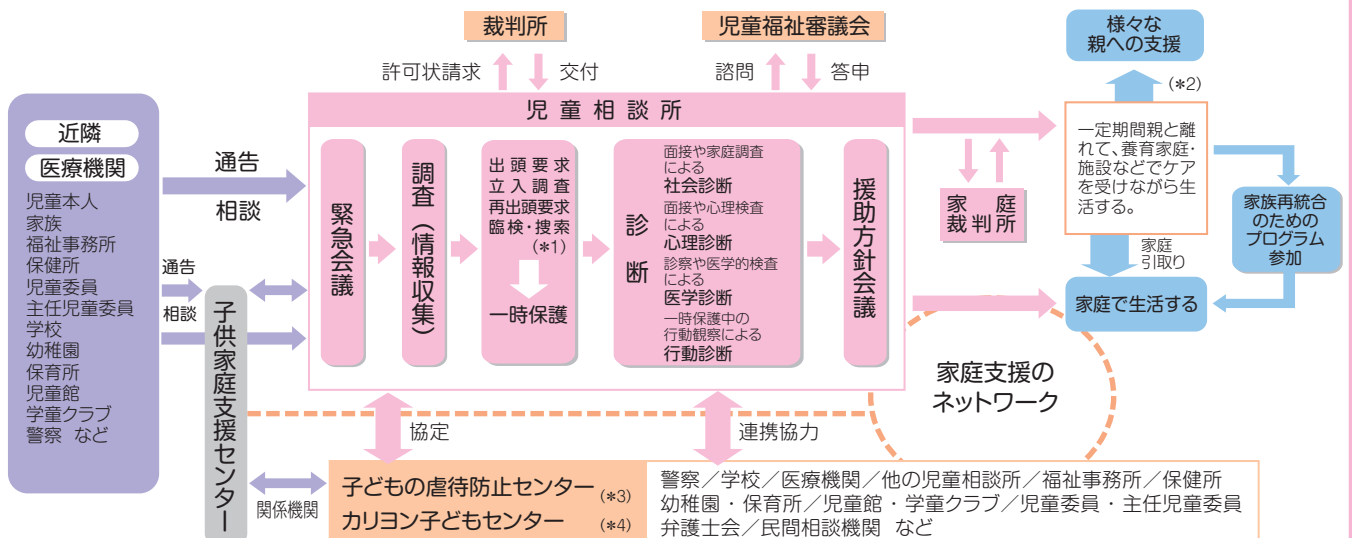 裁判所
児童福祉審議会
様々な
親への支援
許可状請求
交付
諮問
答申
(*2)
近隣
医療機関
児童本人
家族
福祉事務所
保健所
児童委員
主任児童委員
学校
幼稚園
保育所
児童館
学童クラブ
警察 など
通告
相談
通告
相談
子供家庭支援センター
児童相談所
緊急会議
調査（情報収集）
出頭要求
立入調査
再出頭要求
臨検・捜索
(*1)
一時保護
診断
面接や家庭調査
による
社会診断
面接や心理検査
による
心理診断
診察や医学的検査
による
医学診断
一時保護中の
行動観察による
行動診断
援助方針会議
家庭
裁判所
一定期間親と離
れて、養育家庭・
施設などでケア
を受けながら生
活する。
家庭
引取り
家族再統合
のための
プログラム
参加
家庭で生活する
家庭支援の
ネットワーク
協定
連携協力
関係機関
子どもの虐待防止センター (*3)
カリヨン子どもセンター (*4)
警察／学校／医療機関／他の児童相談所／福祉事務所／保健所
幼稚園・保育所／児童館・学童クラブ／児童委員・主任児童委員
弁護士会／民間相談機関 など